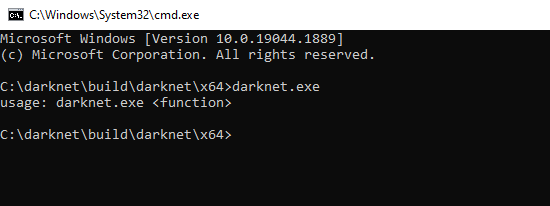 C:\Windows\System32\cmd.exe
Microsoft Windows [Version 10.0.19044.1889]
(c) Microsoft Corporation. All rights reserved.
C:\darknet\build\darknet\x64>darknet.exe
usage: darknet.exe <function>
C:\darknet\build\darknet\x64>